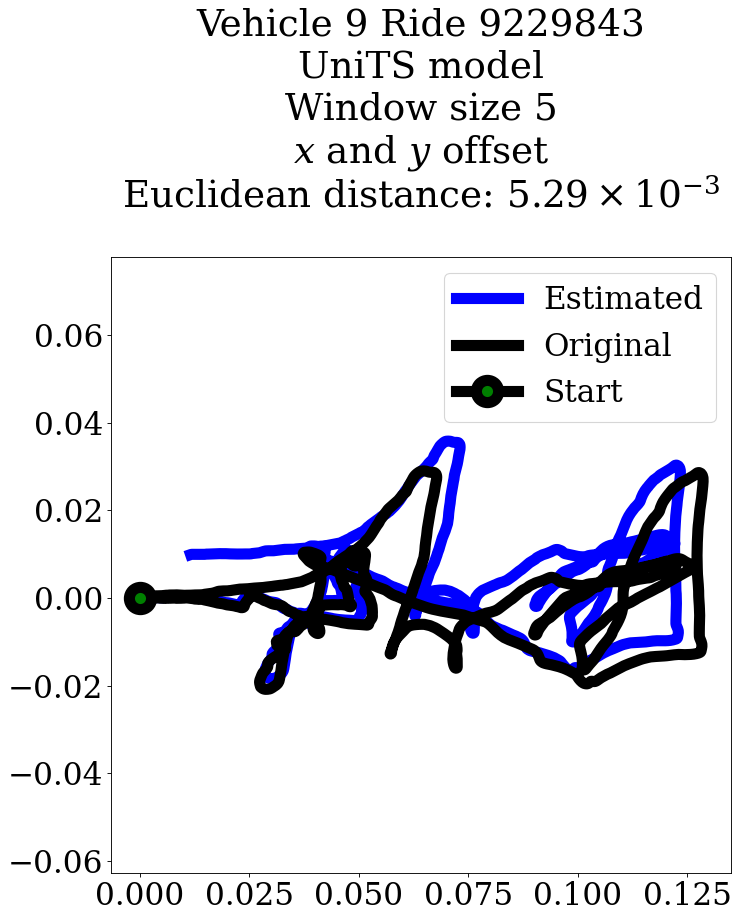 Vehicle 9 Ride 9229843
UniTS model
Window size 5
x and y offset
Euclidean distance: 5.29 × 10⁻³
Estimated
Original
Start
0.06
0.04
0.02
0.00
−0.02
−0.04
−0.06
0.000 0.025 0.050 0.075 0.100 0.125